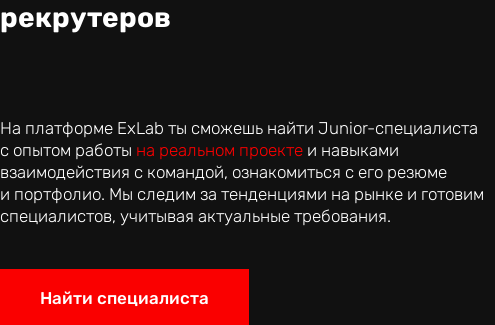 рекрутеров
На платформе ExLab ты сможешь найти Junior-специалиста
с опытом работы на реальном проекте и навыками
взаимодействия с командой, ознакомиться с его резюме
и портфолио. Мы следим за тенденциями на рынке и готовим
специалистов, учитывая актуальные требования.
Найти специалиста